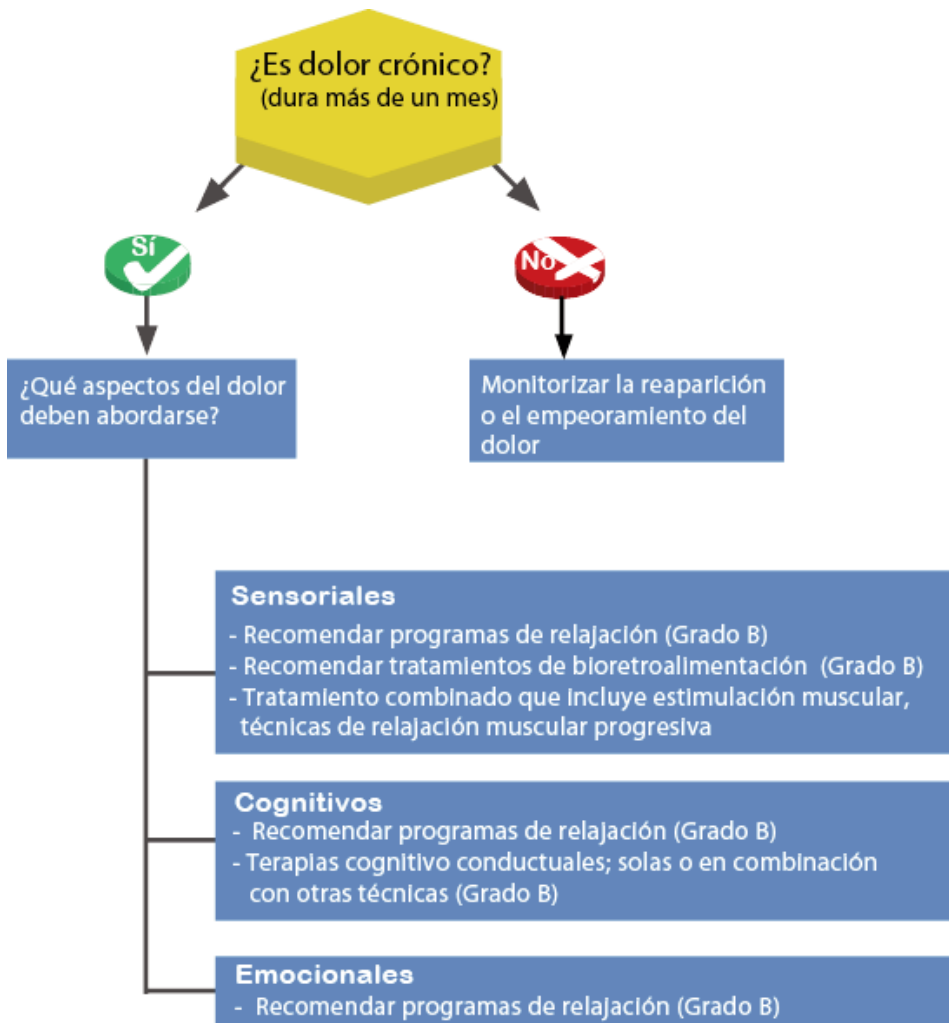 ¿Es dolor crónico?
(dura más de un mes)
Sí
No
¿Qué aspectos del dolor
deben abordarse?
Monitorizar la reaparición
o el empeoramiento del
dolor
Sensoriales
- Recomendar programas de relajación (Grado B)
- Recomendar tratamientos de bioretroalimentación (Grado B)
- Tratamiento combinado que incluye estimulación muscular,
técnicas de relajación muscular progresiva
Cognitivos
- Recomendar programas de relajación (Grado B)
- Terapias cognitivo conductuales; solas o en combinación
con otras técnicas (Grado B)
Emocionales
- Recomendar programas de relajación (Grado B)